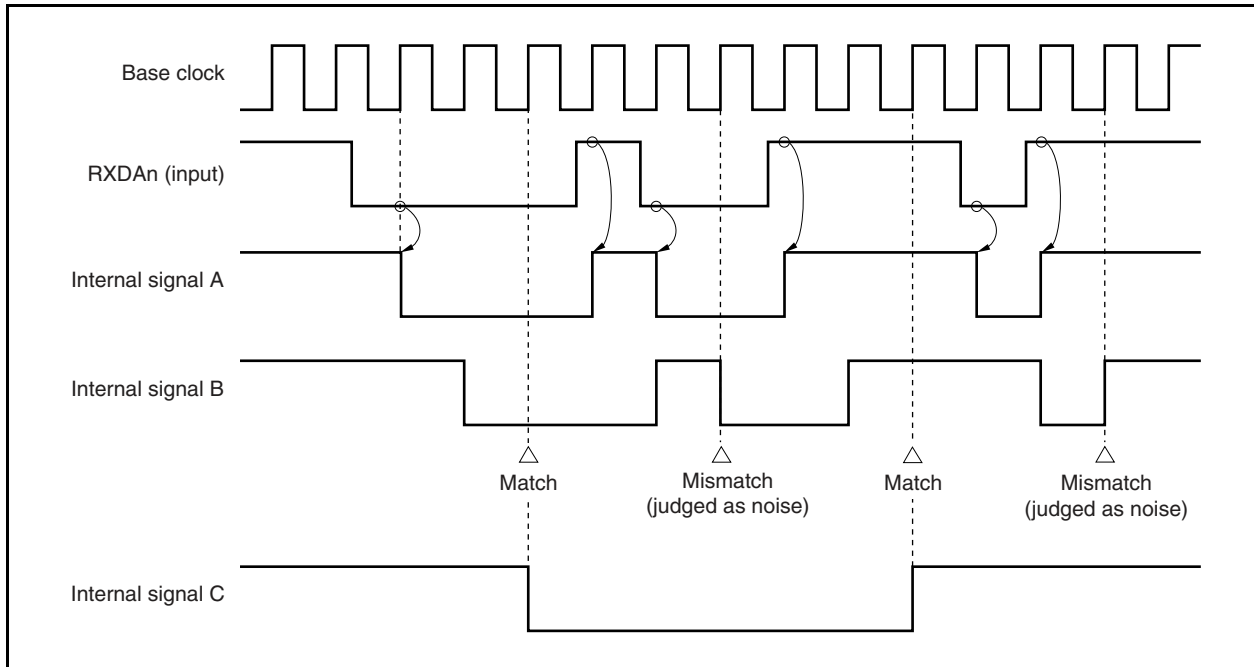 Base clock
RXDAn (input)
Internal signal A
Internal signal B
Match
Mismatch
(judged as noise)
Match
Mismatch
(judged as noise)
Internal signal C